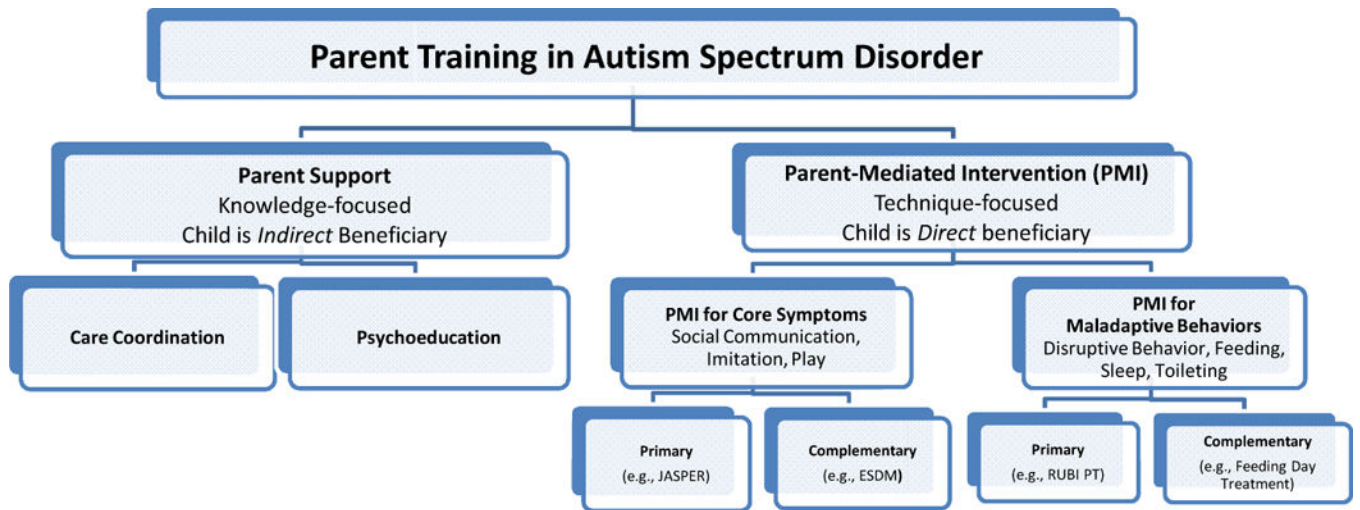 Parent Training in Autism Spectrum Disorder
Parent Support
Knowledge-focused
Child is Indirect Beneficiary
Parent-Mediated Intervention (PMI)
Technique-focused
Child is Direct beneficiary
Care Coordination
Psychoeducation
PMI for Core Symptoms
Social Communication,
Imitation, Play
PMI for
Maladaptive Behaviors
Disruptive Behavior, Feeding,
Sleep, Toileting
Primary
(e.g., JASPER)
Complementary
(e.g., ESDM)
Primary
(e.g., RUBI PT)
Complementary
(e.g., Feeding Day
Treatment)